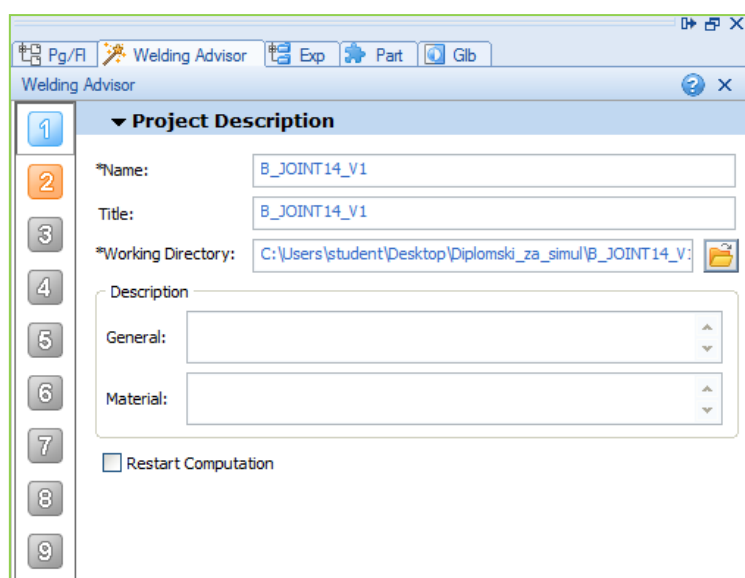 Pg/Fl Welding Advisor Exp Part Glb
Welding Advisor
1 Project Description
2 *Name: B_JOINT14_V1
Title: B_JOINT14_V1
3 *Working Directory: C:\Users\student\Desktop\Diplomski_za_simul\B_JOINT14_V
4 Description
General:
5
6 Material:
7 Restart Computation
8
9